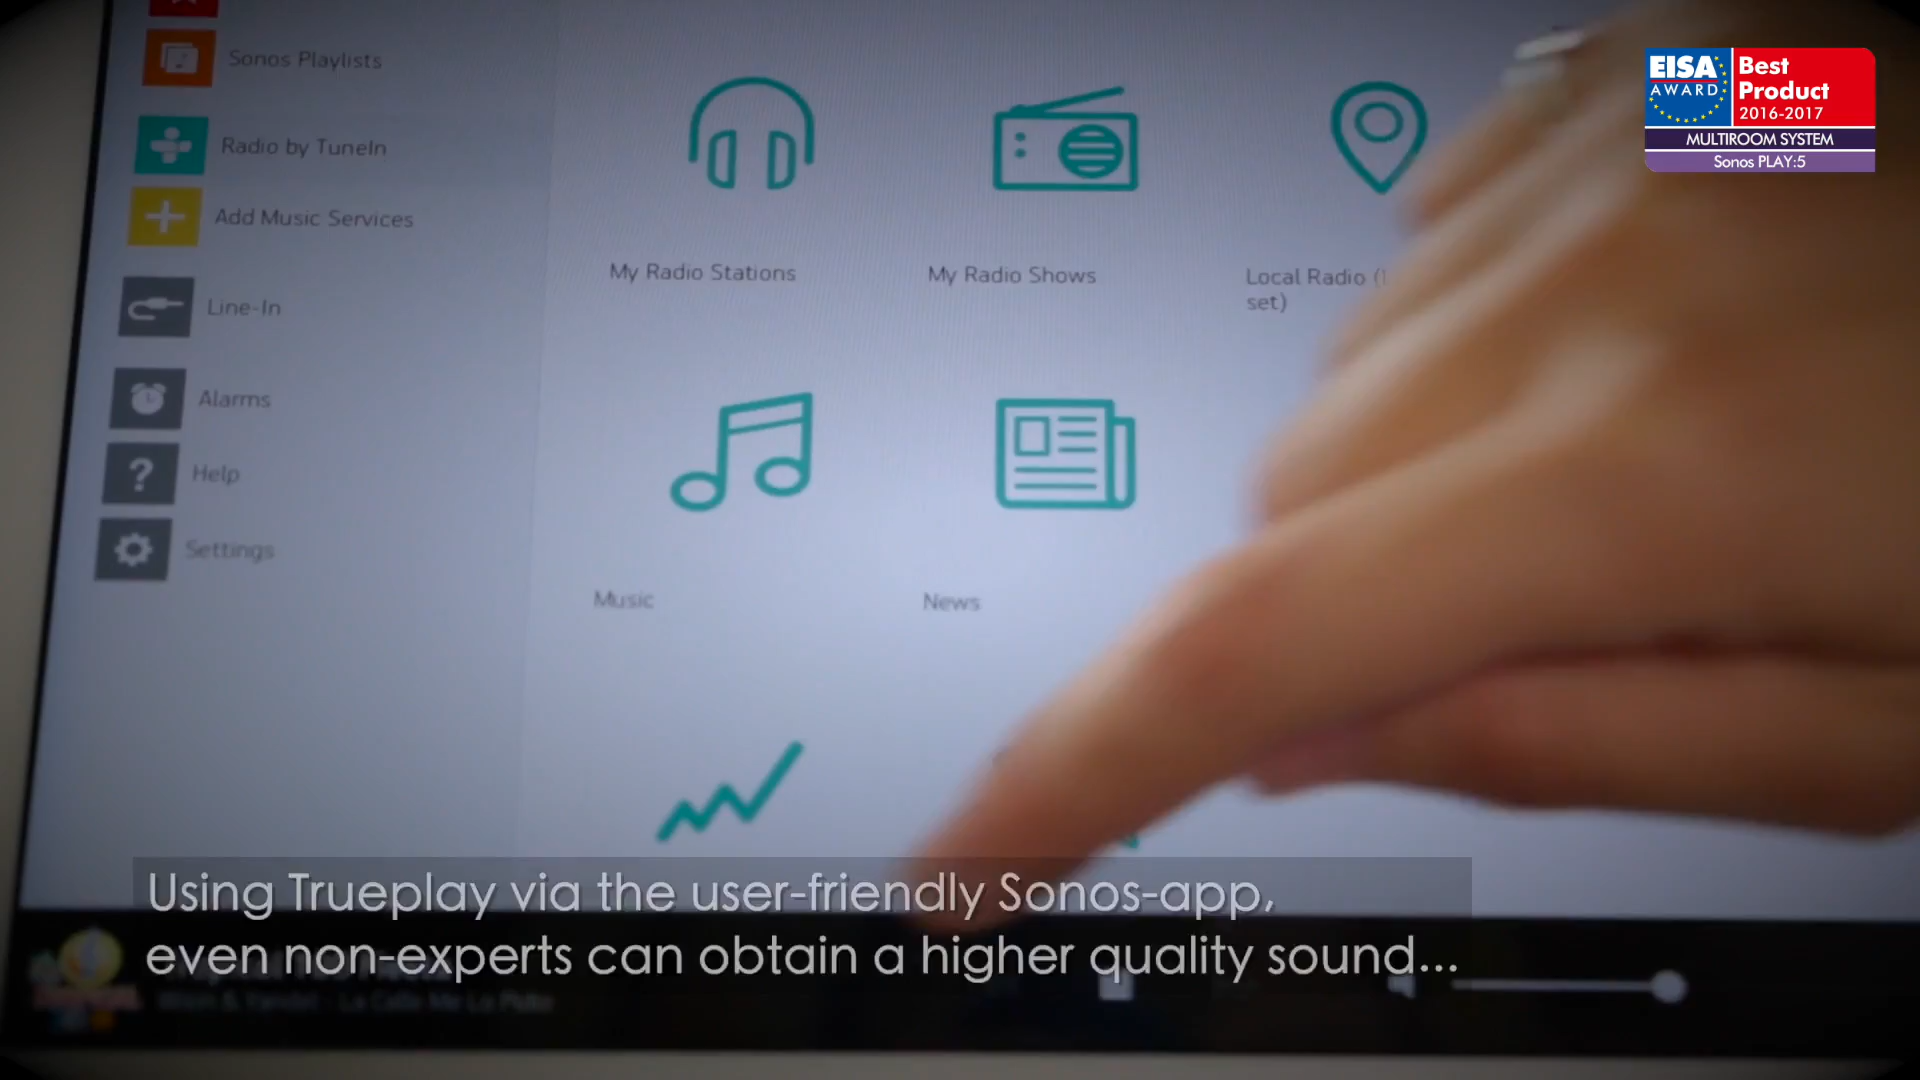 Sonos Playlists
Radio by TuneIn
Add Music Services
Line-In
Alarms
Help
Settings
My Radio Stations
My Radio Shows
Local Radio (
set)
Music
News
EISA
AWARD
Best
Product
2016-2017
MULTIROOM SYSTEM
Sonos PLAY:5
Using Trueplay via the user-friendly Sonos-app,
even non-experts can obtain a higher quality sound...